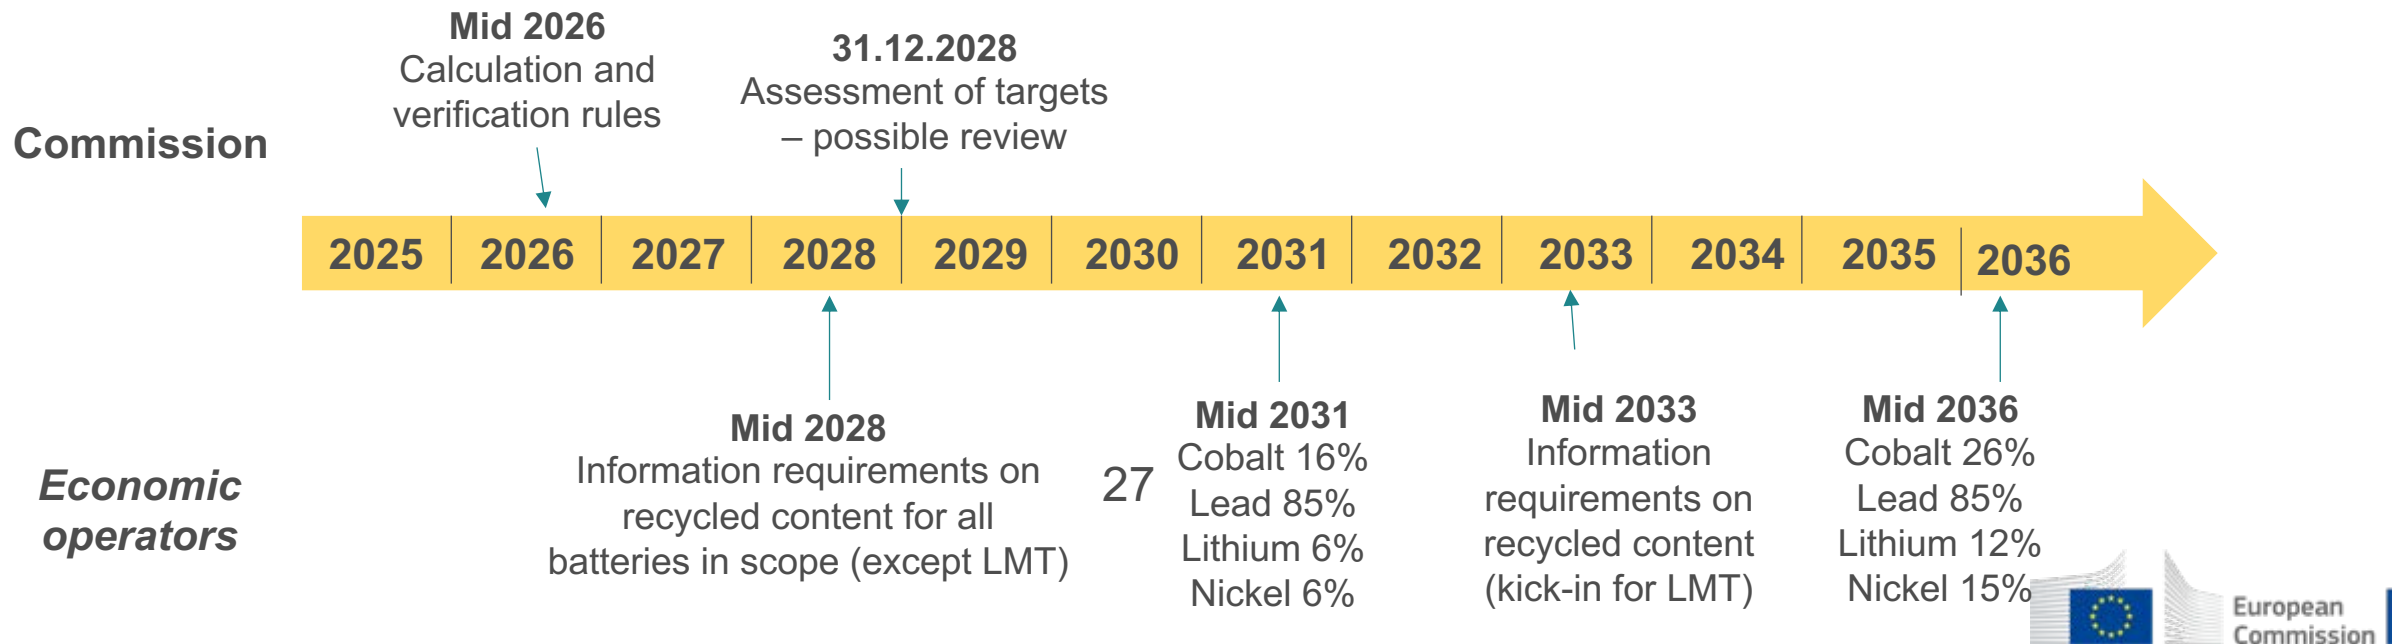 Mid 2026
Calculation and
verification rules
31.12.2028
Assessment of targets
– possible review
Commission
2025
2026
2027
2028
2029
2030
2031
2032
2033
2034
2035
2036
Economic
operators
Mid 2028
Information requirements on
recycled content for all
batteries in scope (except LMT)
27
Mid 2031
Cobalt 16%
Lead 85%
Lithium 6%
Nickel 6%
Mid 2033
Information
requirements on
recycled content
(kick-in for LMT)
Mid 2036
Cobalt 26%
Lead 85%
Lithium 12%
Nickel 15%
European
Commission